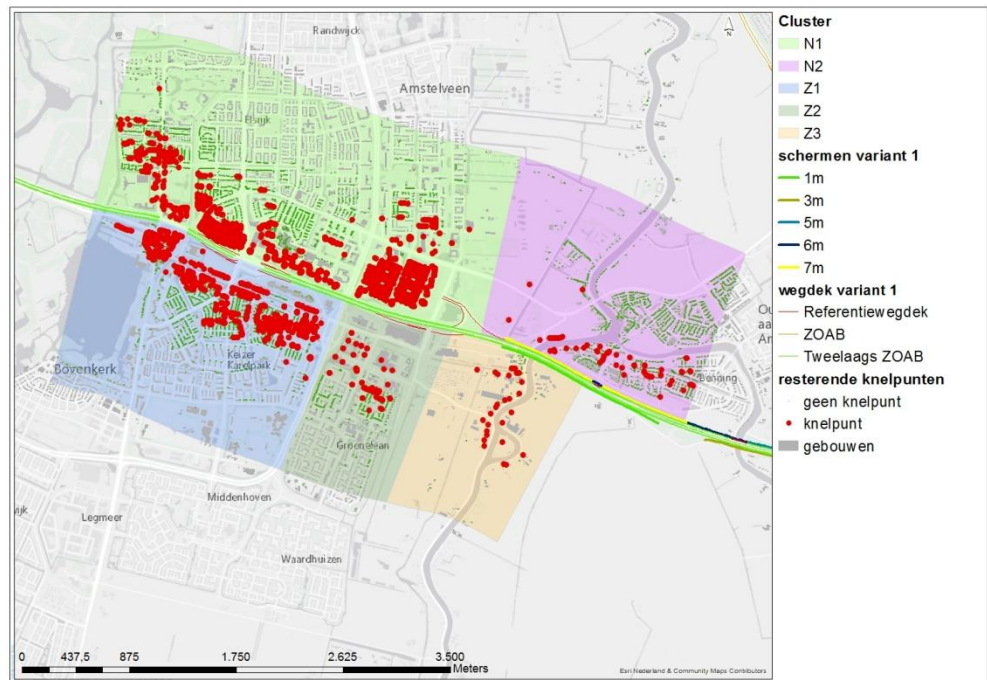 Randwijck
Amstelveen
Elsrijk
Bovenkerk
Keizer
Karelpark
Groenelaan
Middenhoven
Legmeer
Waardhuizen
Benning
0 437,5 875 1.750 2.625 3.500
Meters
Esri Nederland & Community Maps Contributors
N
Cluster
N1
N2
Z1
Z2
Z3
schermen variant 1
1m
3m
5m
6m
7m
wegdek variant 1
Referentiewegdek
ZOAB
Tweelaags ZOAB
resterende knelpunten
geen knelpunt
knelpunt
gebouwen